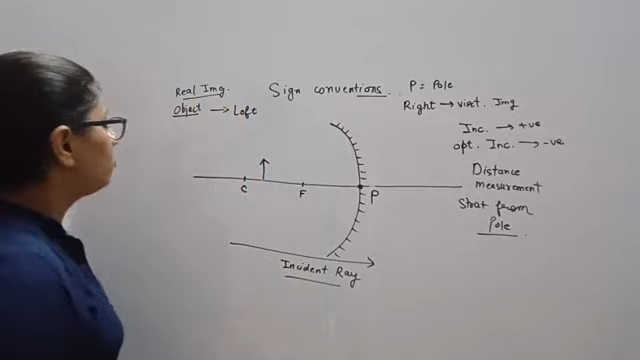 Real Img.
Object → Left
Sign conventions.
P = Pole
Right → virt. Img
Inc. → +ve
opt. Inc. → -ve
Distance
measurement
Strat from
Pole
C
F
P
Incident Ray